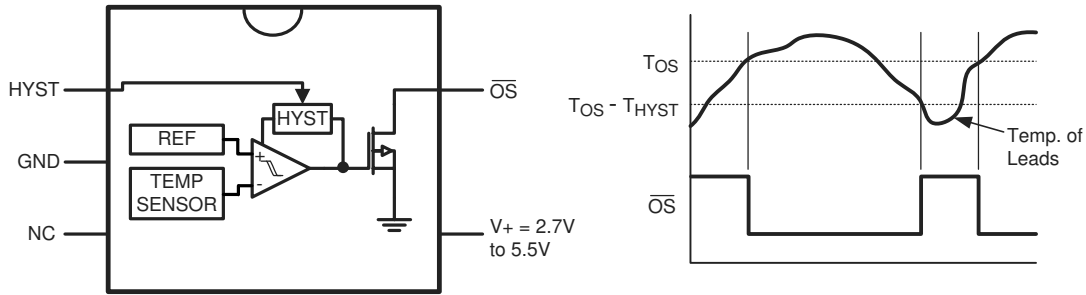 HYST
GND
NC
REF
TEMP
SENSOR
HYST
+
-
OS
V+ = 2.7V
to 5.5V
TOS
TOS - THYST
Temp. of
Leads
OS